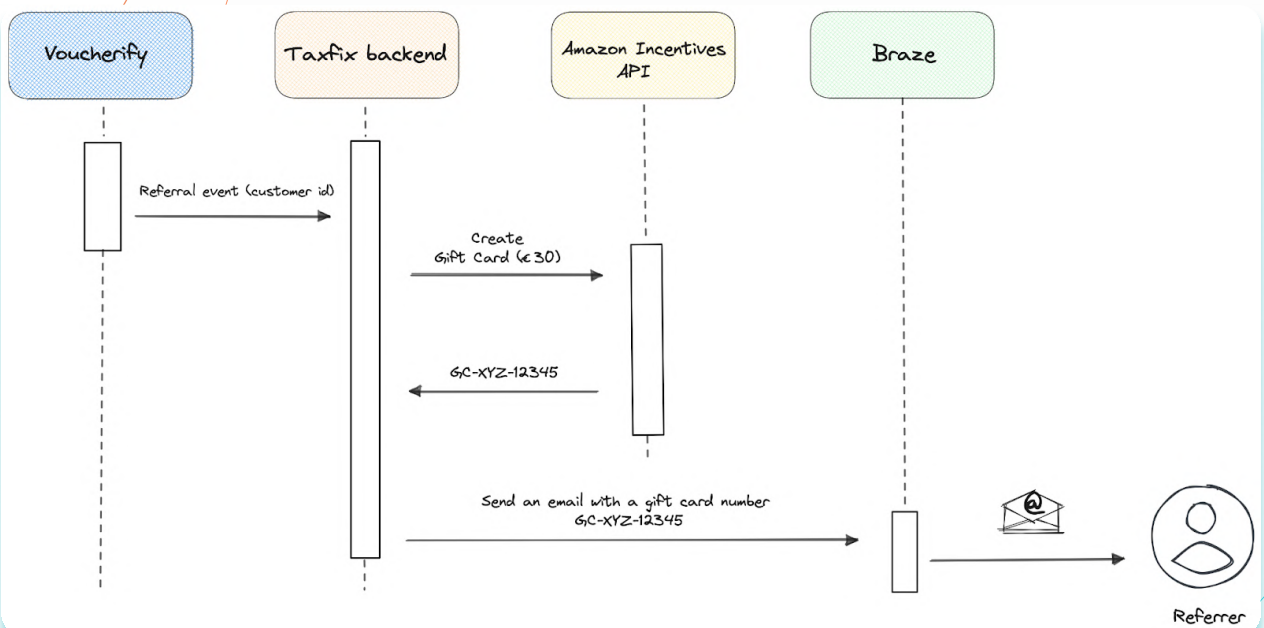 Voucherify
Taxfix backend
Amazon Incentives
API
Braze
Referral event (customer id)
Create
Gift Card (€30)
GC-XYZ-12345
Send an email with a gift card number
GC-XYZ-12345
@
Referrer